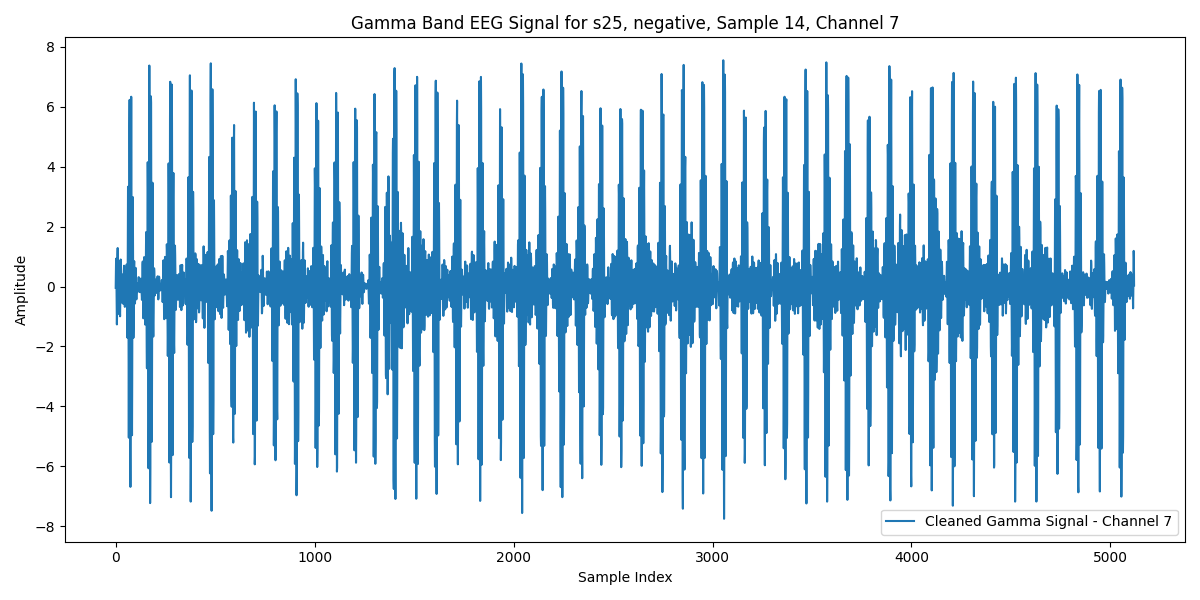 Gamma Band EEG Signal for s25, negative, Sample 14, Channel 7
8
6
4
2
0
−2
−4
−6
−8
Amplitude
0 1000 2000 3000 4000 5000
Sample Index
Cleaned Gamma Signal - Channel 7